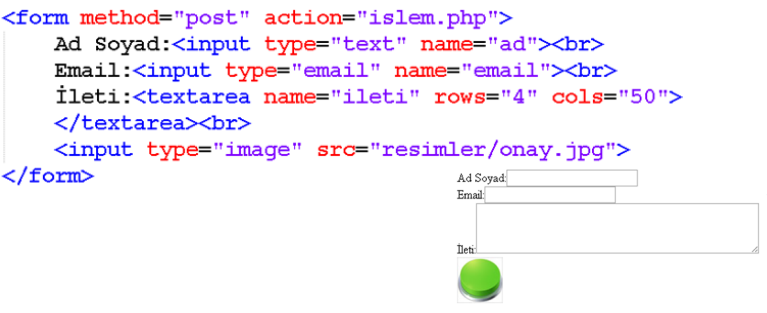 <form method="post" action="islem.php">
Ad Soyad:<input type="text" name="ad"><br>
Email:<input type="email" name="email"><br>
İleti:<textarea name="ileti" rows="4" cols="50">
</textarea><br>
<input type="image" src="resimler/onay.jpg">
</form>
Ad Soyad:
Email:
İleti: